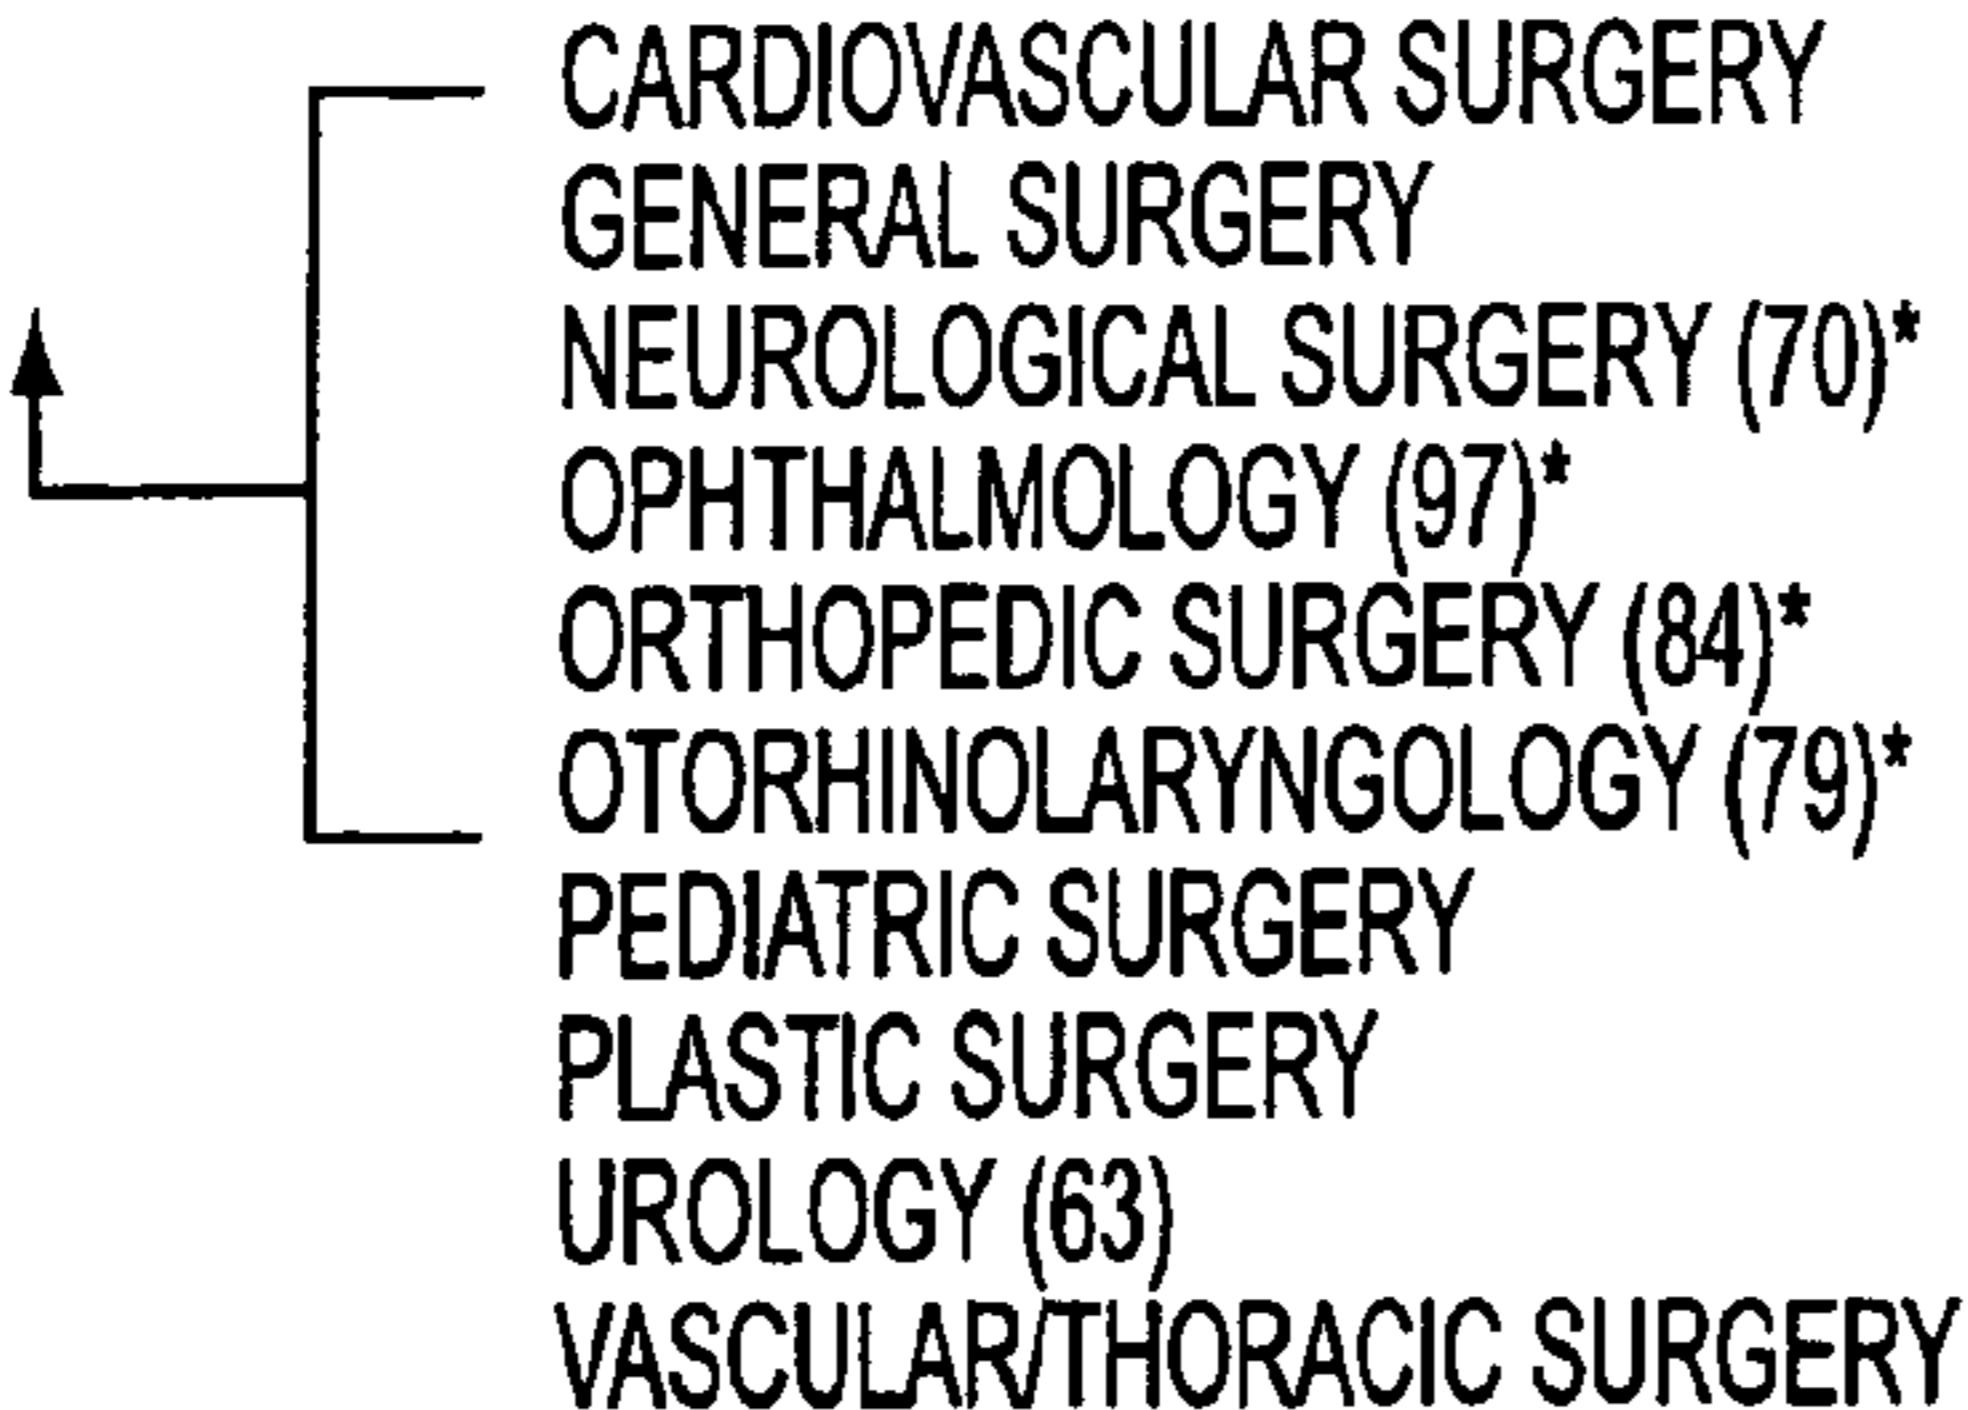 CARDIOVASCULAR SURGERY
GENERAL SURGERY
NEUROLOGICAL SURGERY (70)*
OPHTHALMOLOGY (97)*
ORTHOPEDIC SURGERY (84)*
OTORHINOLARYNGOLOGY (79)*
PEDIATRIC SURGERY
PLASTIC SURGERY
UROLOGY (63)
VASCULAR/THORACIC SURGERY